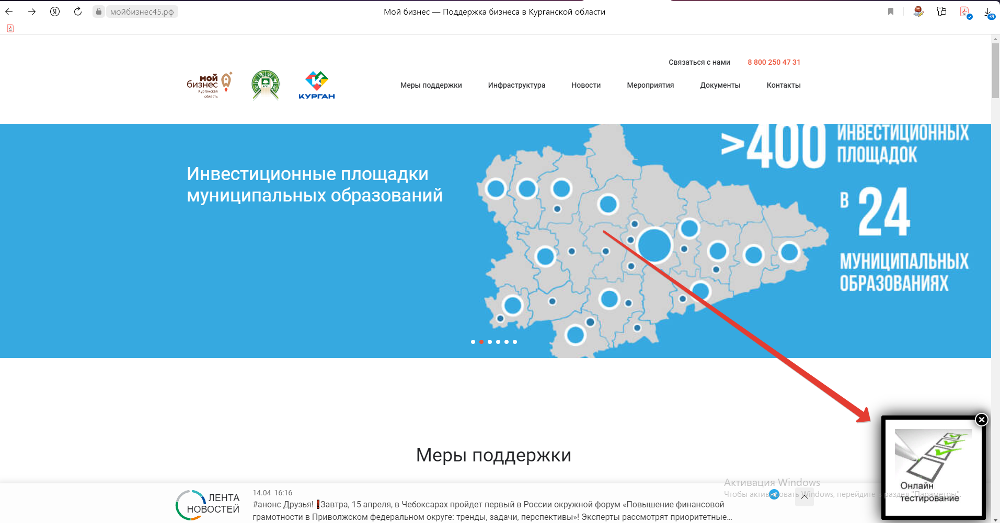 мойбизнес45.рф
Мой бизнес — Поддержка бизнеса в Курганской области
39
Связаться с нами
8 800 250 47 31
мой
бизнес
Курганская
область
КУРГАН
Меры поддержки
Инфраструктура
Новости
Мероприятия
Документы
Контакты
Инвестиционные площадки
муниципальных образований
>400
ИНВЕСТИЦИОННЫХ
ПЛОЩАДОК
В 24
МУНИЦИПАЛЬНЫХ
ОБРАЗОВАНИЯХ
Меры поддержки
Онлайн
тестирование
Активация Windows
Чтобы активировать Windows, перейдите в раздел "Параметры".
ЛЕНТА
НОВОСТЕЙ
14.04 16:16
#анонс Друзья! ❗Завтра, 15 апреля, в Чебоксарах пройдет первый в России окружной форум «Повышение финансовой
грамотности в Приволжском федеральном округе: тренды, задачи, перспективы»! Эксперты рассмотрят приоритетные...